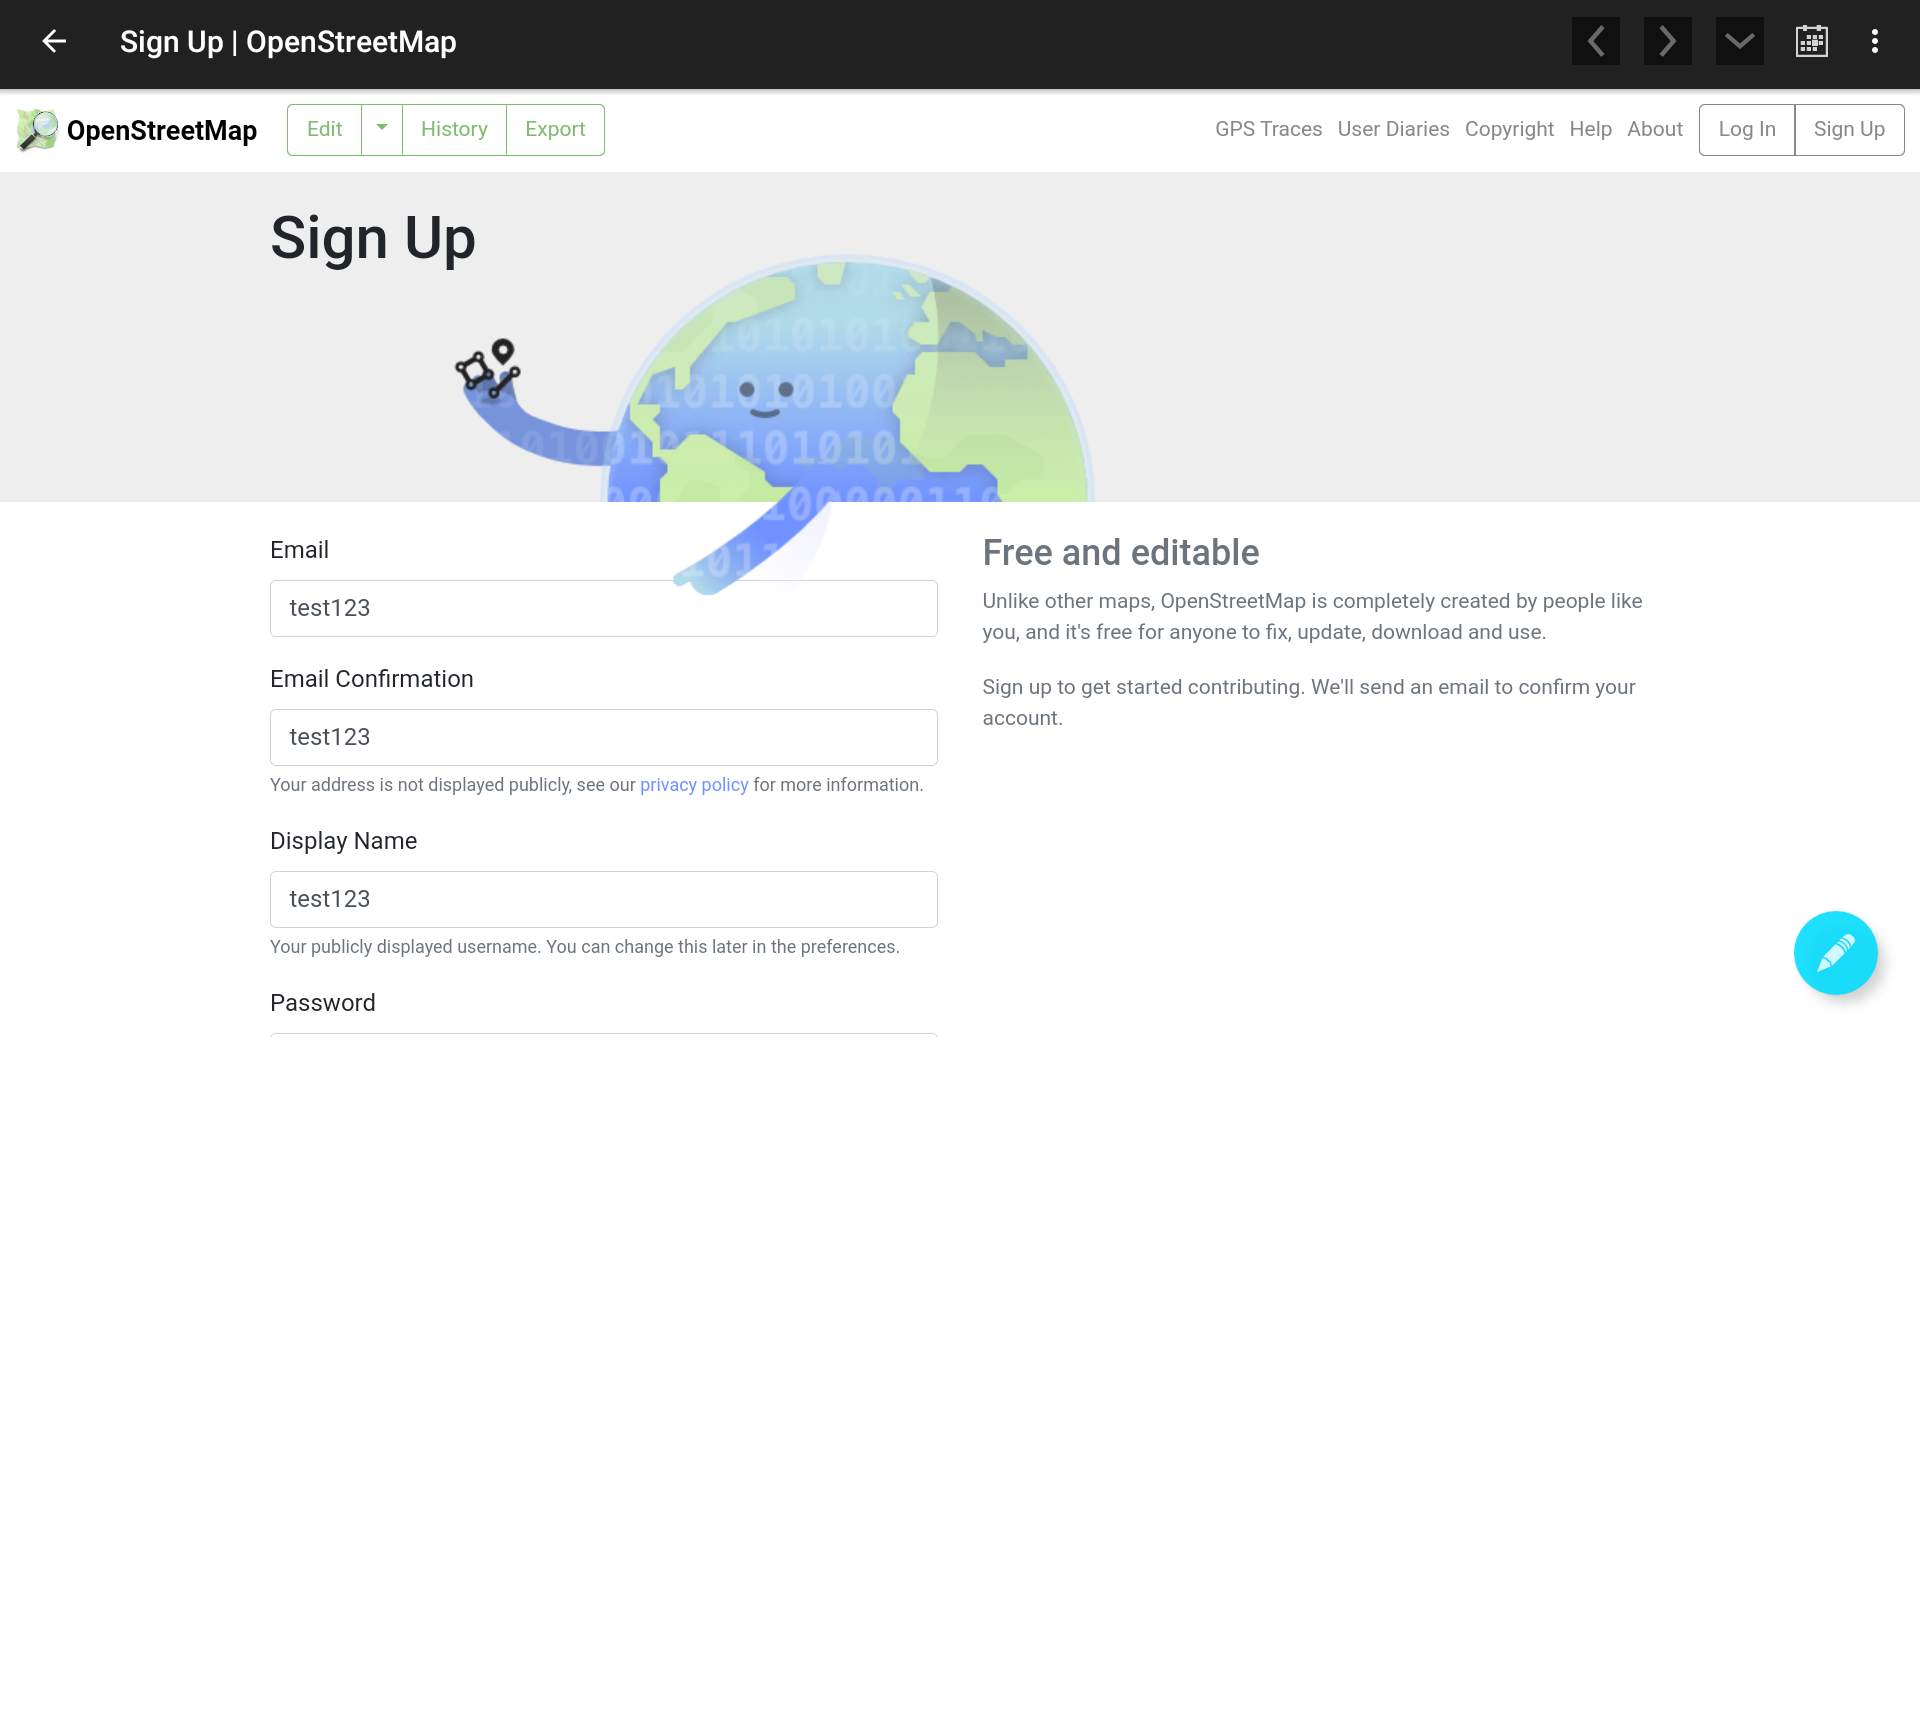 Sign Up | OpenStreetMap
OpenStreetMap
Edit
History
Export
GPS Traces
User Diaries
Copyright
Help
About
Log In
Sign Up
Sign Up
Email
test123
Email Confirmation
test123
Your address is not displayed publicly, see our privacy policy for more information.
Display Name
test123
Your publicly displayed username. You can change this later in the preferences.
Password
Free and editable
Unlike other maps, OpenStreetMap is completely created by people like
you, and it's free for anyone to fix, update, download and use.
Sign up to get started contributing. We'll send an email to confirm your
account.